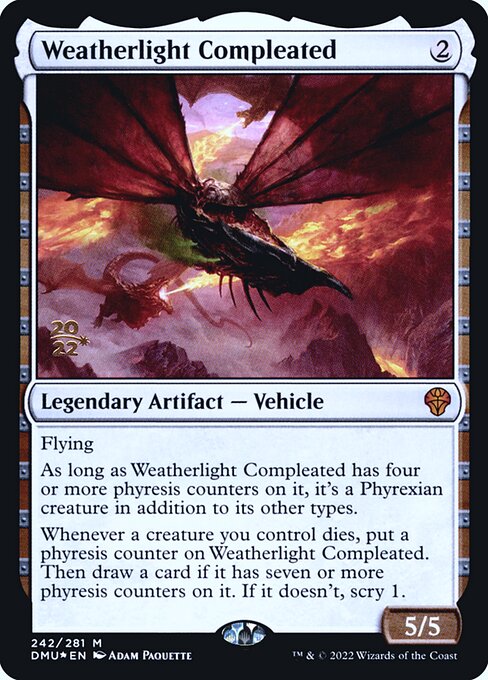 Weatherlight Compleated 2
20
22
Legendary Artifact — Vehicle
Flying
As long as Weatherlight Compleated has four
or more phyresis counters on it, it's a Phyrexian
creature in addition to its other types.
Whenever a creature you control dies, put a
phyresis counter on Weatherlight Compleated.
Then draw a card if it has seven or more
phyresis counters on it. If it doesn't, scry 1.
5/5
242/281 M
DMU★EN Adam Paquette
™ & © 2022 Wizards of the Coast